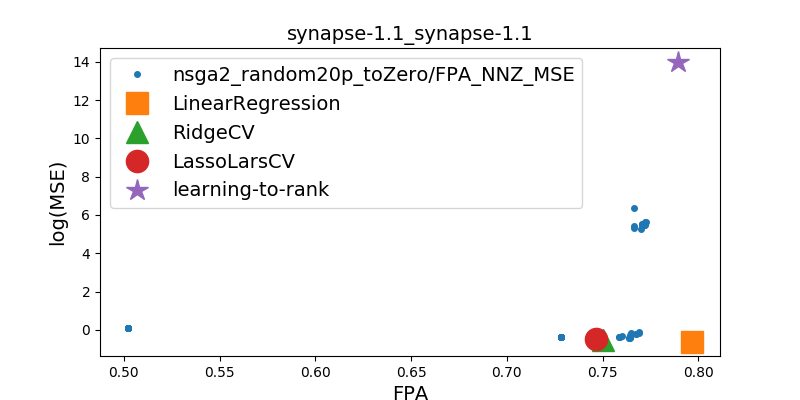 synapse-1.1_synapse-1.1
nsga2_random20p_toZero/FPA_NNZ_MSE
LinearRegression
RidgeCV
LassoLarsCV
learning-to-rank
log(MSE)
14
12
10
8
6
4
2
0
0.50 0.55 0.60 0.65 0.70 0.75 0.80
FPA